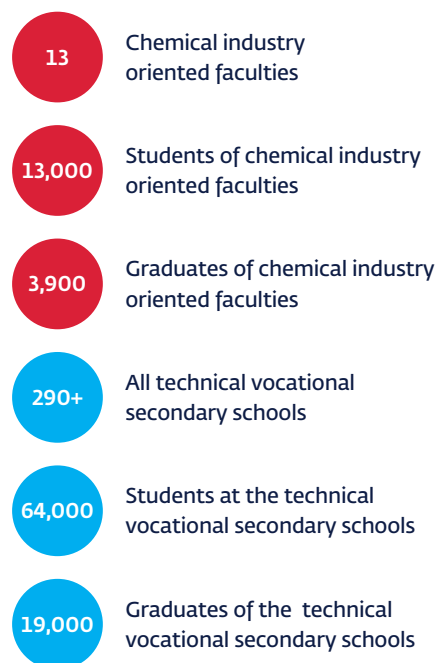 13
Chemical industry
oriented faculties
13,000
Students of chemical industry
oriented faculties
3,900
Graduates of chemical industry
oriented faculties
290+
All technical vocational
secondary schools
64,000
Students at the technical
vocational secondary schools
19,000
Graduates of the  technical
vocational secondary schools